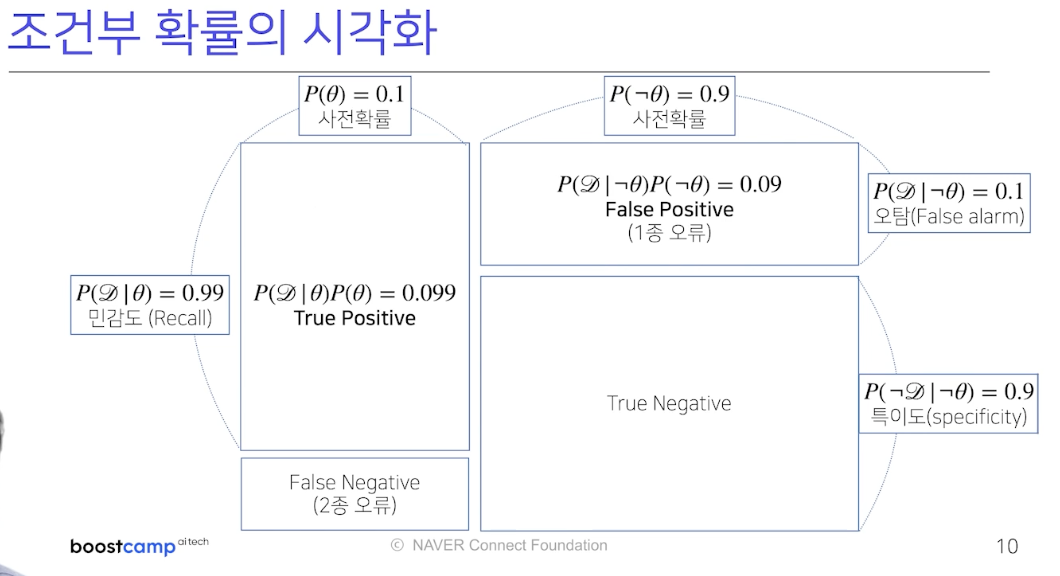 조건부 확률의 시각화
P(θ) = 0.1
사전확률
P(¬θ) = 0.9
사전확률
P(𝒟|¬θ)P(¬θ) = 0.09
False Positive
(1종 오류)
P(𝒟|¬θ) = 0.1
오탐(False alarm)
P(𝒟|θ) = 0.99
민감도 (Recall)
P(𝒟|θ)P(θ) = 0.099
True Positive
True Negative
P(¬𝒟|¬θ) = 0.9
특이도(specificity)
False Negative
(2종 오류)
boostcamp aitech
© NAVER Connect Foundation
10